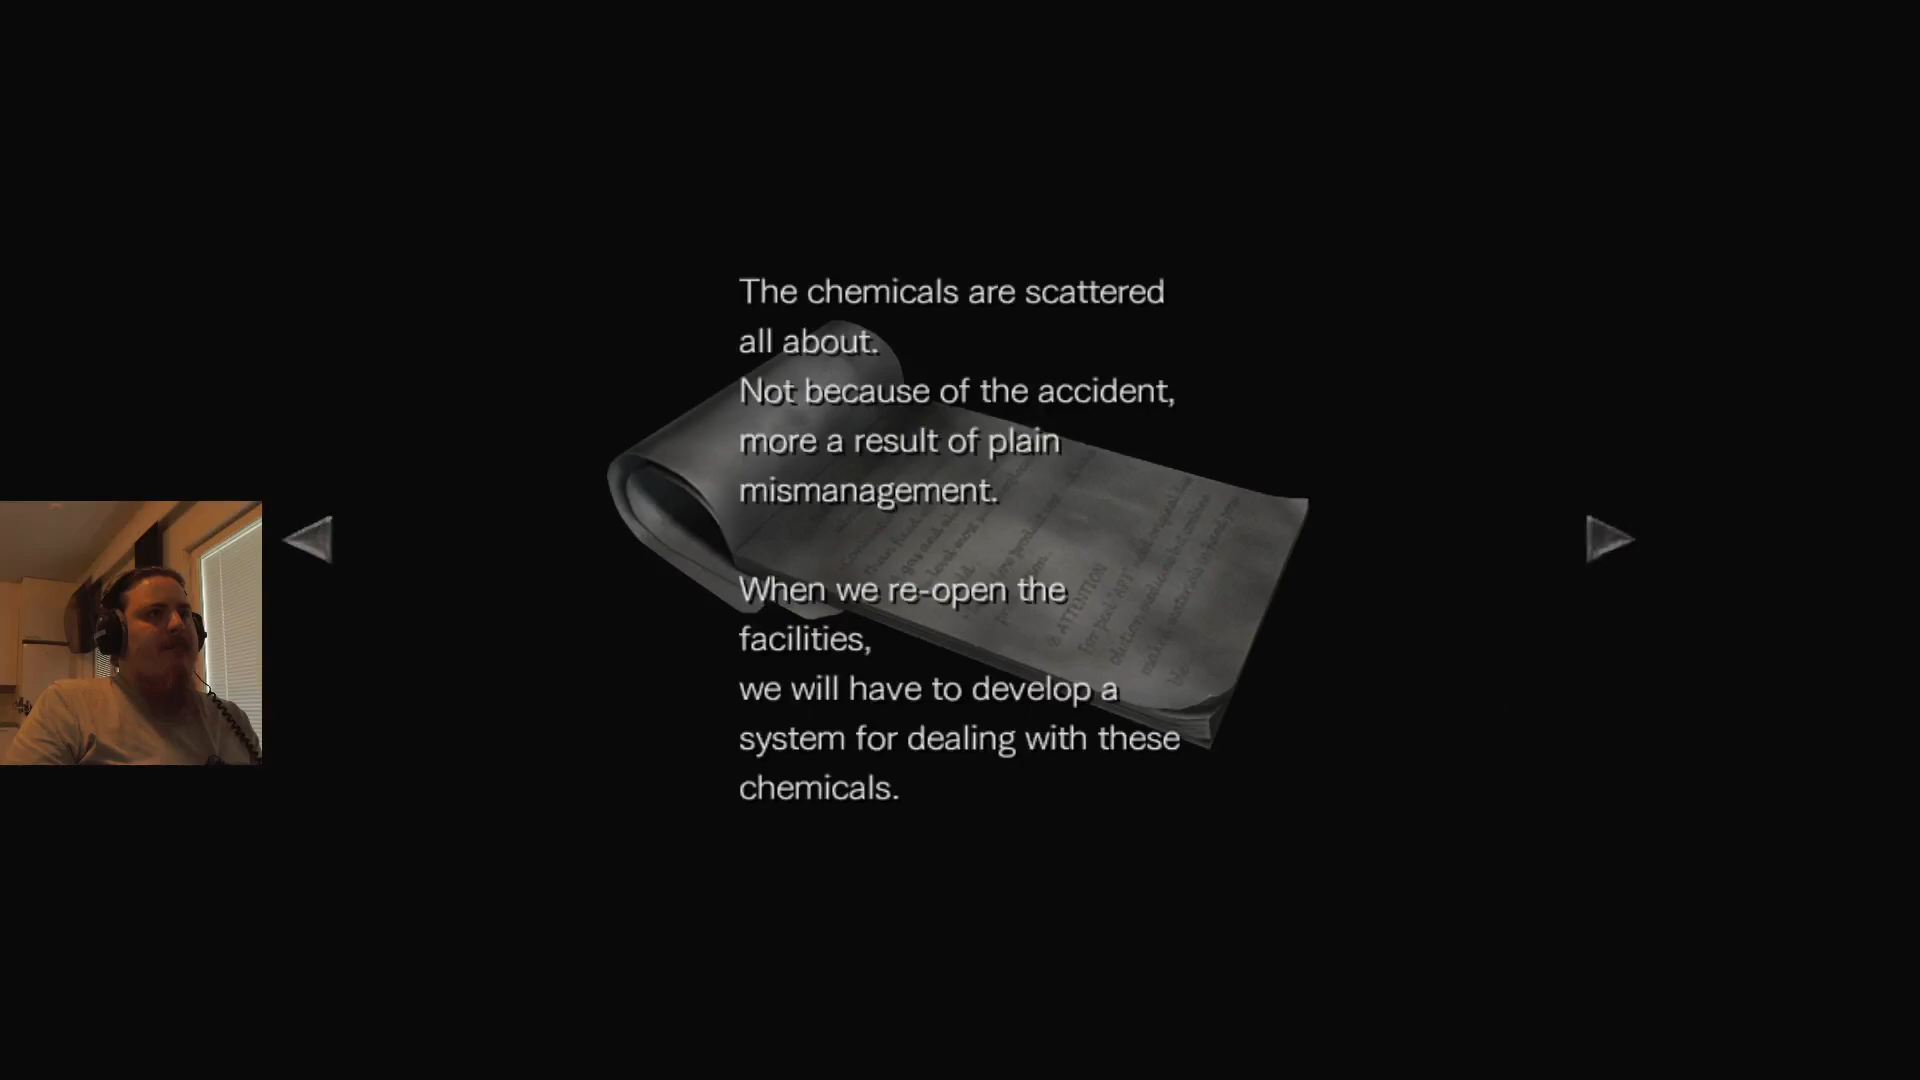 The chemicals are scattered
all about.
Not because of the accident,
more a result of plain
mismanagement.
When we re-open the
facilities,
we will have to develop a
system for dealing with these
chemicals.
ATTENTION